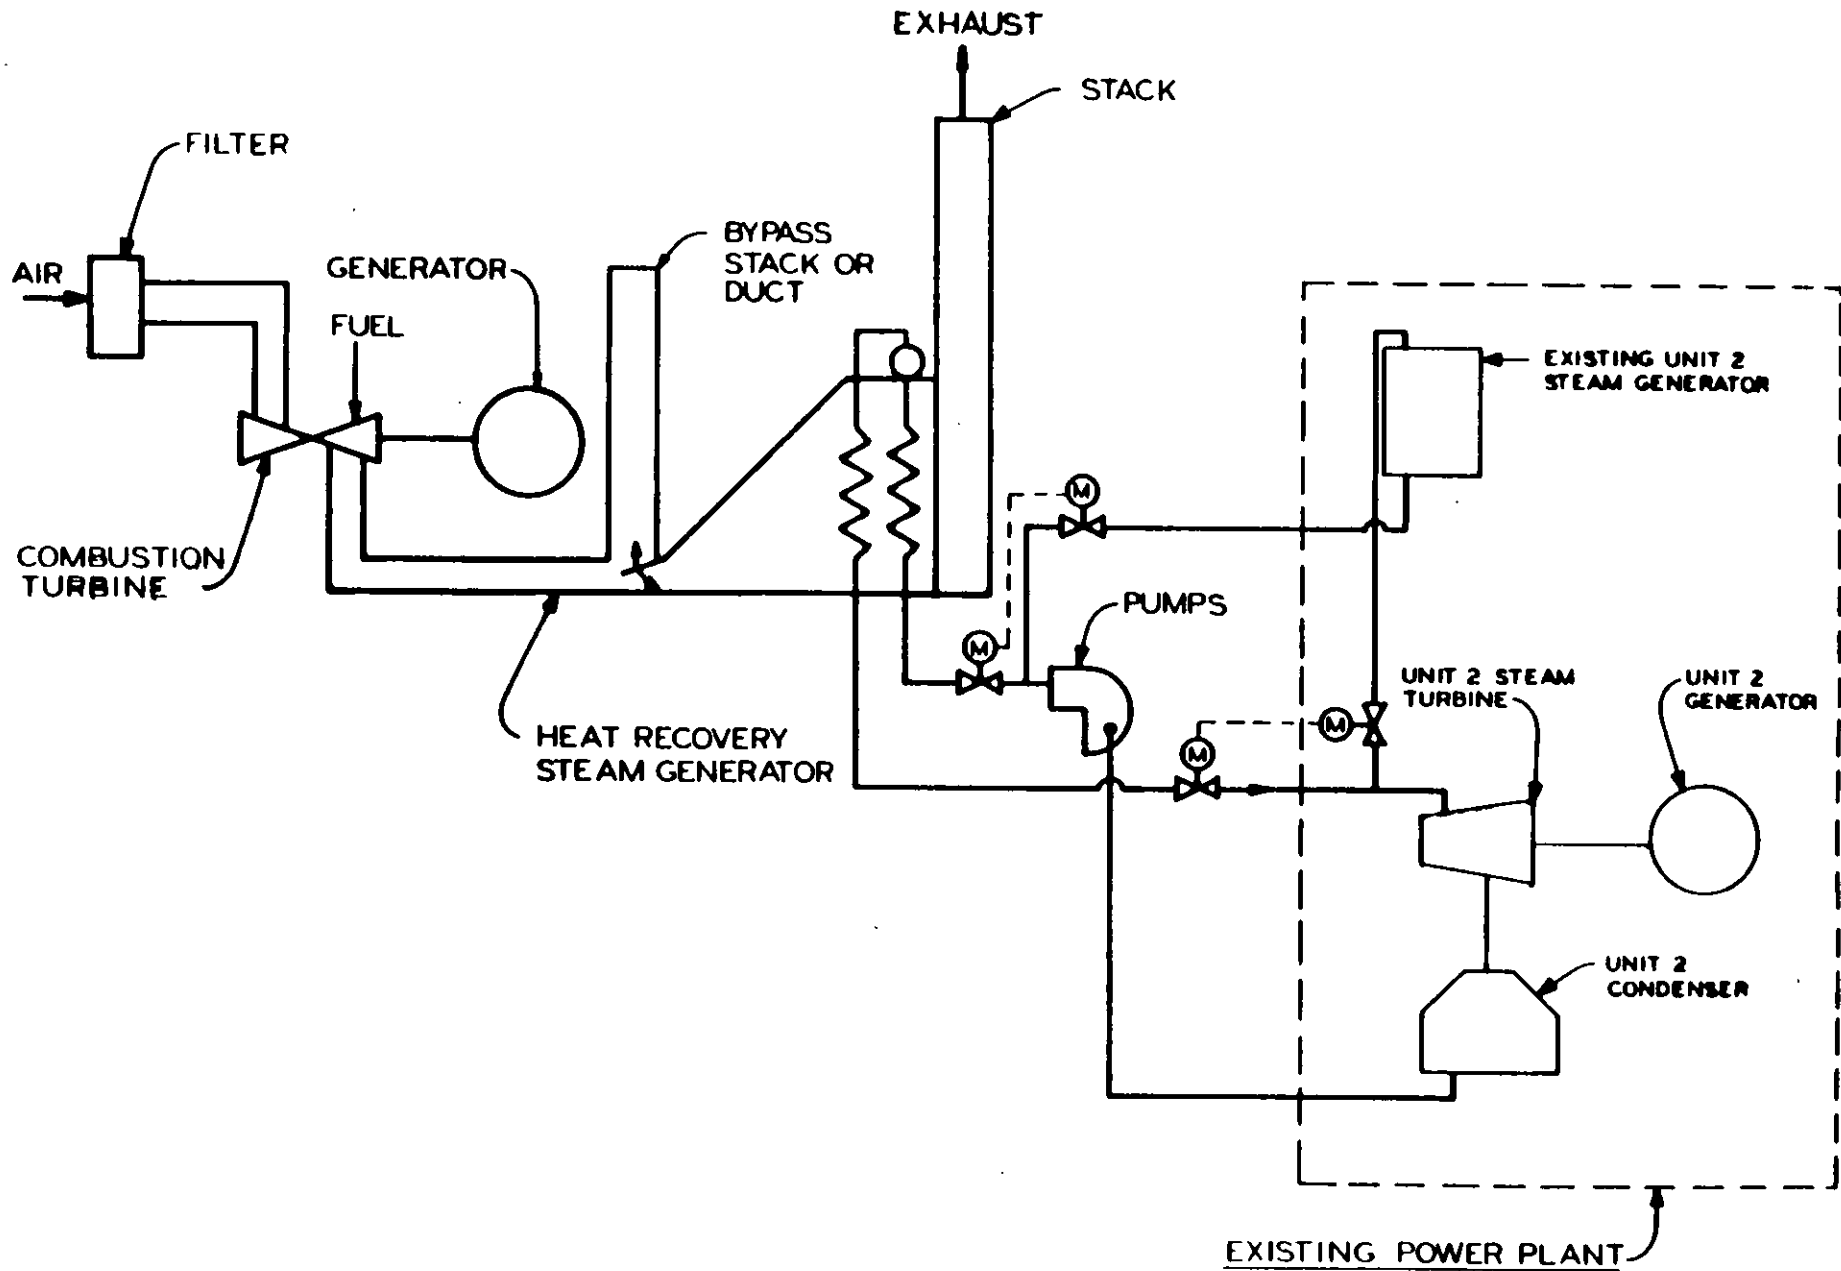 EXHAUST
STACK
FILTER
BYPASS
STACK OR
DUCT
AIR
GENERATOR
FUEL
EXISTING UNIT 2
STEAM GENERATOR
M
COMBUSTION
TURBINE
PUMPS
M
UNIT 2 STEAM
TURBINE
UNIT 2
GENERATOR
M
M
HEAT RECOVERY
STEAM GENERATOR
UNIT 2
CONDENSER
EXISTING POWER PLANT